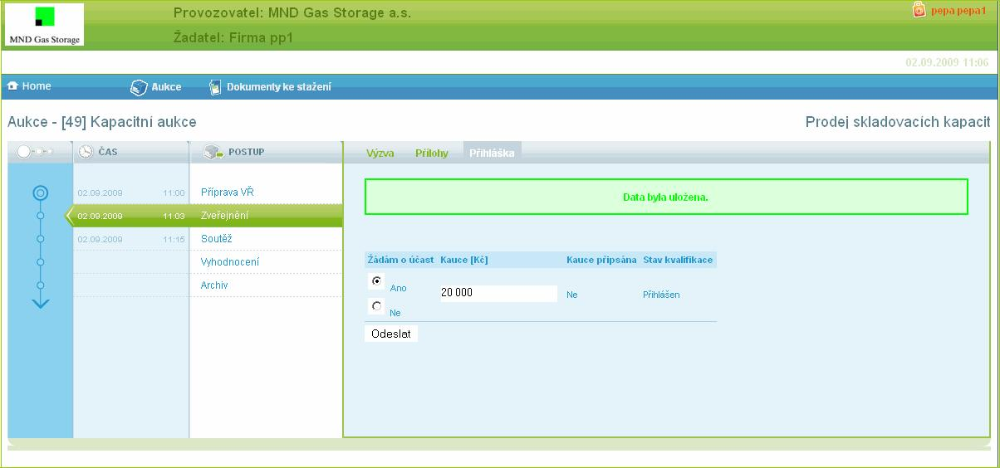 MND Gas Storage
Provozovatel: MND Gas Storage a.s.
Žadatel: Firma pp1
pepa pepa1
02.09.2009 11:06
Home Aukce Dokumenty ke stažení
Aukce - [49] Kapacitní aukce Prodej skladovacích kapacit
ČAS POSTUP
02.09.2009 11:00 Příprava VŘ
02.09.2009 11:03 Zveřejnění
02.09.2009 11:15 Soutěž
Vyhodnocení
Archiv
Výzva Přílohy Přihláška
Data byla uložena.
Žádám o účast Kauce [Kč] Kauce připsána Stav kvalifikace
Ano 20 000 Ne Přihlášen
Ne
Odeslat